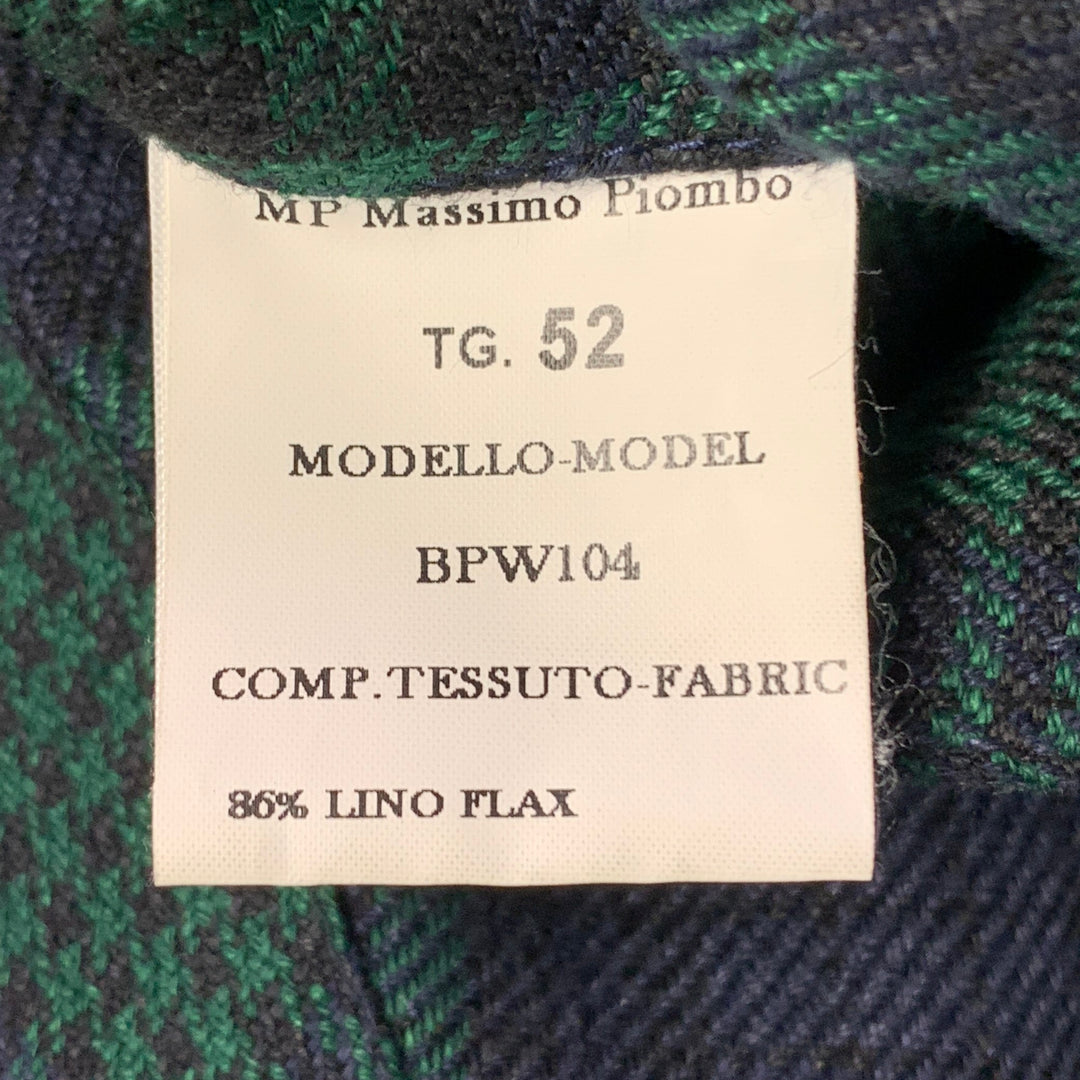 MP Massimo Piombo
TG. 52
MODELLO-MODEL
BPW104
COMP.TESSUTO-FABRIC
86% LINO FLAX